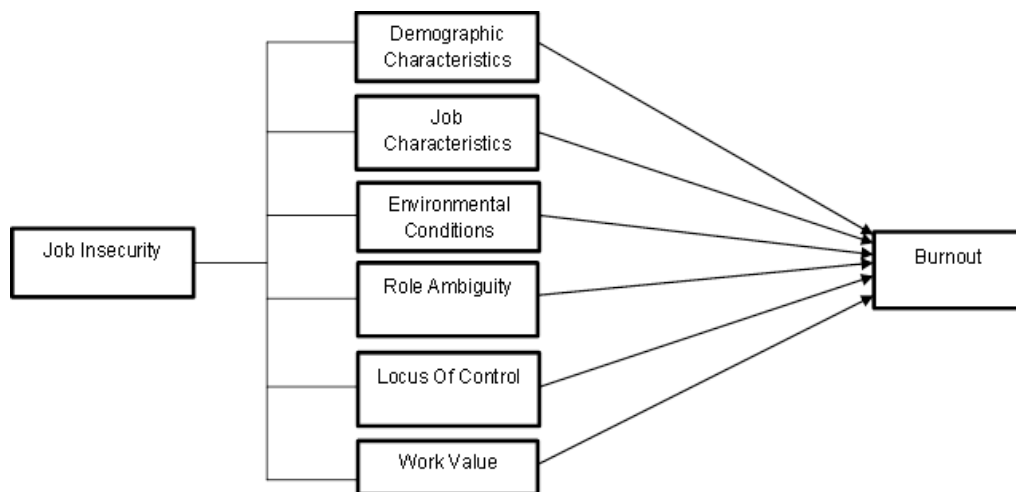 Demographic
Characteristics
Job
Characteristics
Environmental
Conditions
Job Insecurity
Burnout
Role Ambiguity
Locus Of Control
Work Value